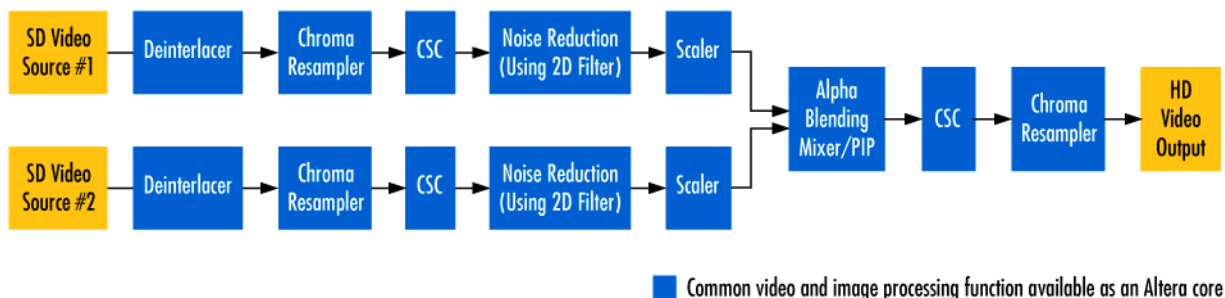 SD Video
Source #1
Deinterlacer
Chroma
Resampler
CSC
Noise Reduction
(Using 2D Filter)
Scaler
SD Video
Source #2
Deinterlacer
Chroma
Resampler
CSC
Noise Reduction
(Using 2D Filter)
Scaler
Alpha
Blending
Mixer/PIP
CSC
Chroma
Resampler
HD
Video
Output
Common video and image processing function available as an Altera core